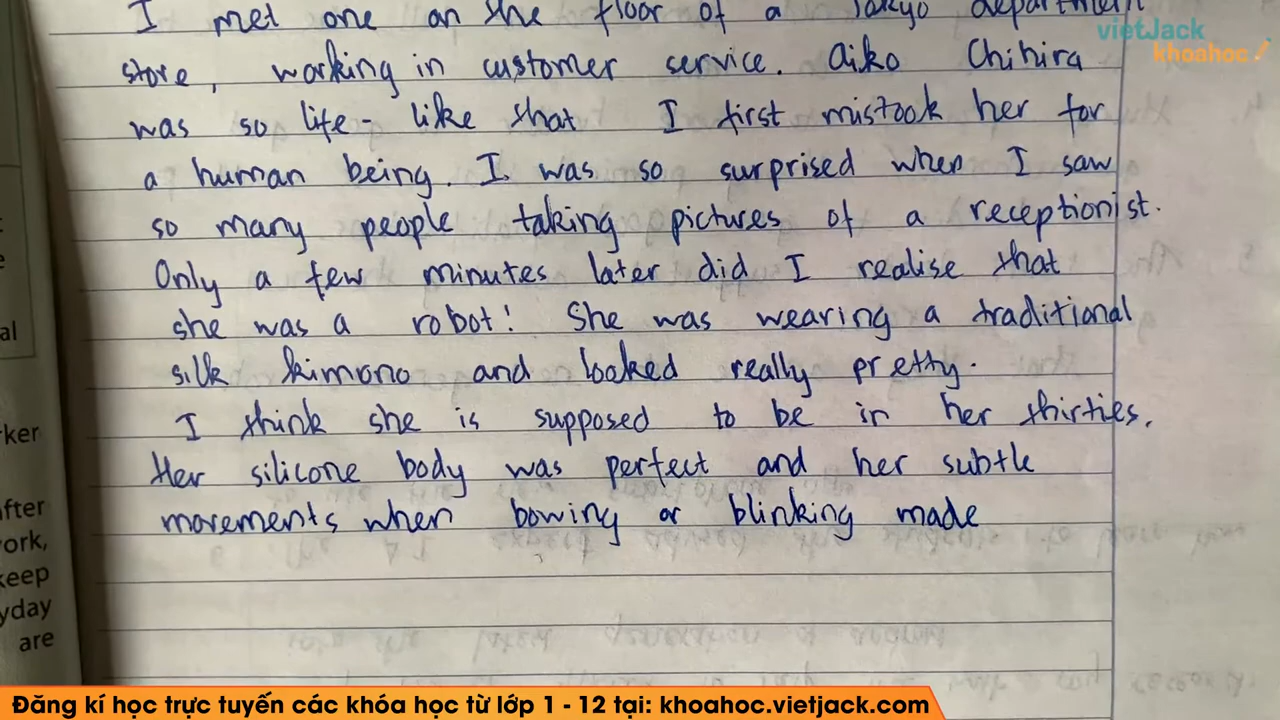 I met one on the floor of a Tokyo department
store, working in customer service. Aiko Chihira
was so life-like that I first mistook her for
a human being. I was so surprised when I saw
so many people taking pictures of a receptionist.
Only a few minutes later did I realise that
she was a robot! She was wearing a traditional
silk kimono and looked really pretty.
I think she is supposed to be in her thirties.
Her silicone body was perfect and her subtle
movements when bowing or blinking made
vietJack
khoahoc!
al
ker
after
ork,
keep
yday
are
Đăng kí học trực tuyến các khóa học từ lớp 1 - 12 tại: khoahoc.vietjack.com